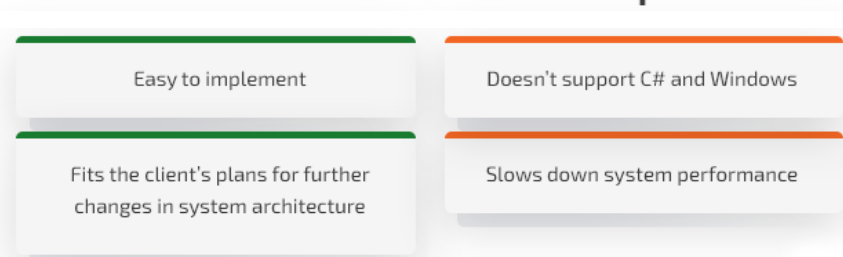 Easy to implement
Doesn't support C# and Windows
Fits the client's plans for further
changes in system architecture
Slows down system performance